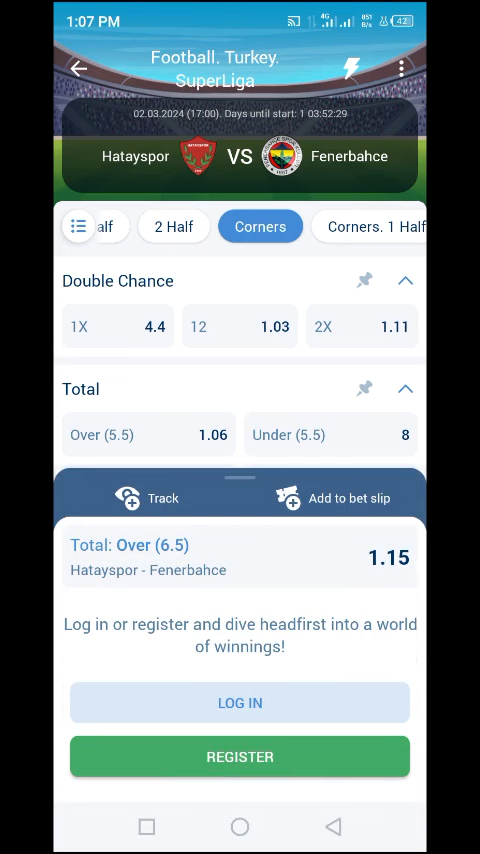 1:07 PM
4G
851
B/s
42
Football. Turkey.
SuperLiga
02.03.2024 (17:00). Days until start: 1 03:52:29
Hatayspor
VS
Fenerbahce
alf
2 Half
Corners
Corners. 1 Half
Double Chance
1X 4.4
12 1.03
2X 1.11
Total
Over (5.5) 1.06
Under (5.5) 8
Track
Add to bet slip
Total: Over (6.5)
1.15
Hatayspor - Fenerbahce
Log in or register and dive headfirst into a world
of winnings!
LOG IN
REGISTER